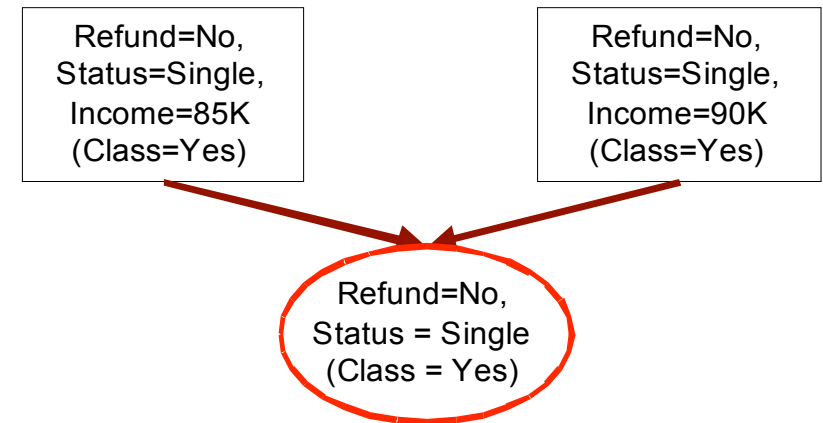 Refund=No,
Status=Single,
Income=85K
(Class=Yes)
Refund=No,
Status=Single,
Income=90K
(Class=Yes)
Refund=No,
Status = Single
(Class = Yes)